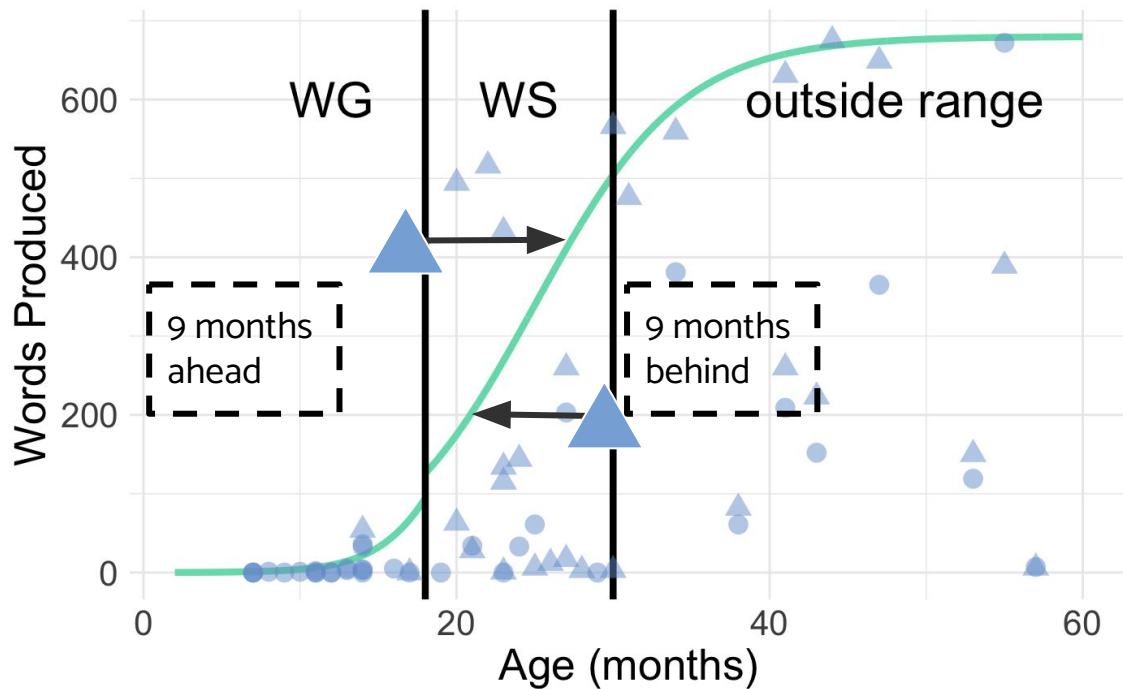 WG
WS
outside range
9 months
ahead
9 months
behind
Words Produced
600
400
200
0
0
20
40
60
Age (months)